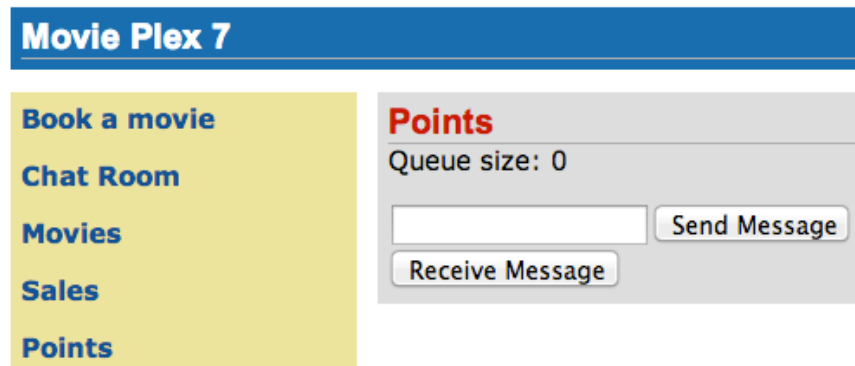 Movie Plex 7
Book a movie
Chat Room
Movies
Sales
Points
Points
Queue size: 0
Send Message
Receive Message